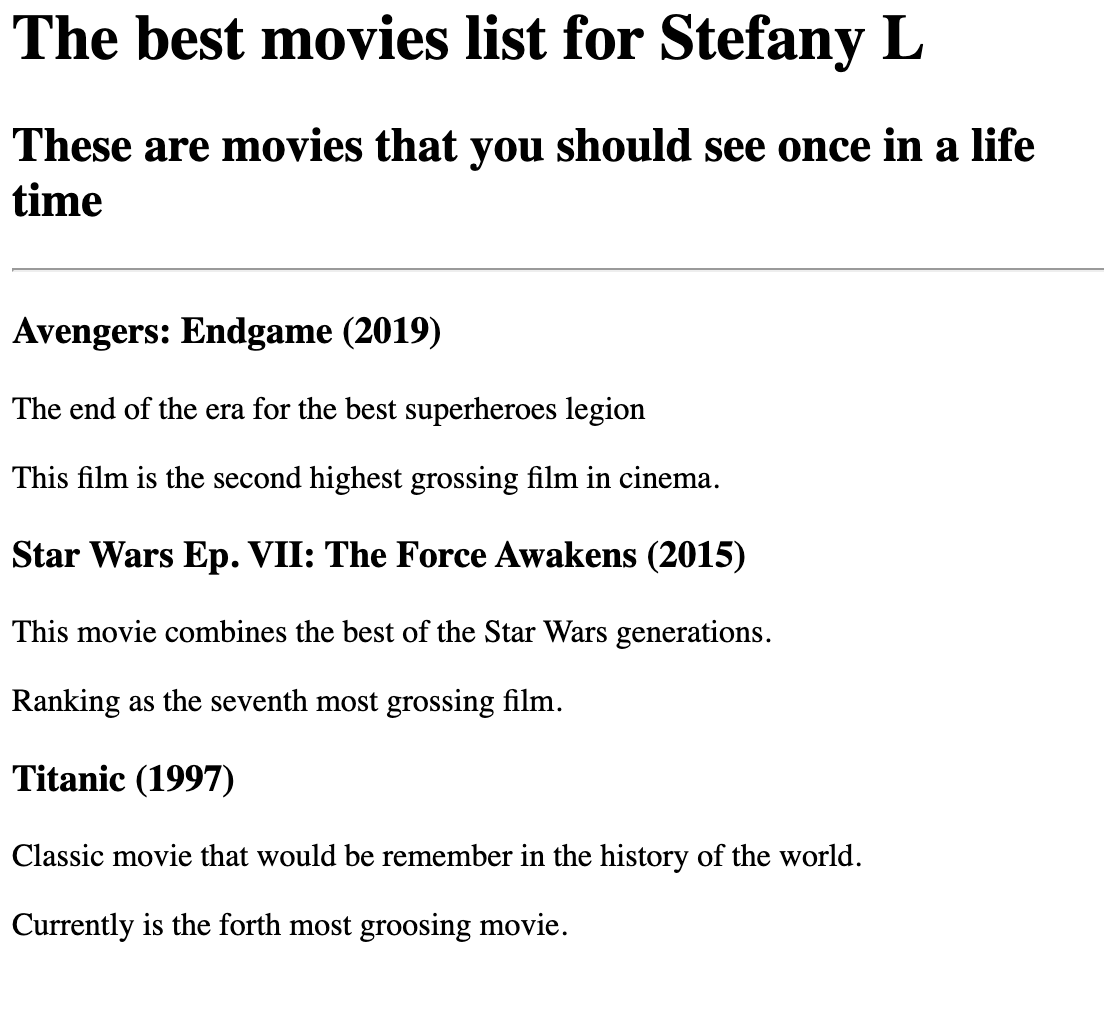 The best movies list for Stefany L
These are movies that you should see once in a life
time
Avengers: Endgame (2019)
The end of the era for the best superheroes legion
This film is the second highest grossing film in cinema.
Star Wars Ep. VII: The Force Awakens (2015)
This movie combines the best of the Star Wars generations.
Ranking as the seventh most grossing film.
Titanic (1997)
Classic movie that would be remember in the history of the world.
Currently is the forth most groosing movie.